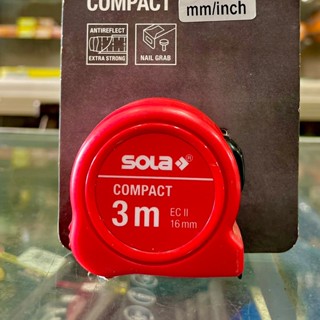 COMPACT
mm/inch
ANTIREFLECT
EXTRA STRONG
NAIL GRAB
®
sola
COMPACT
3 m
EC II
16 mm